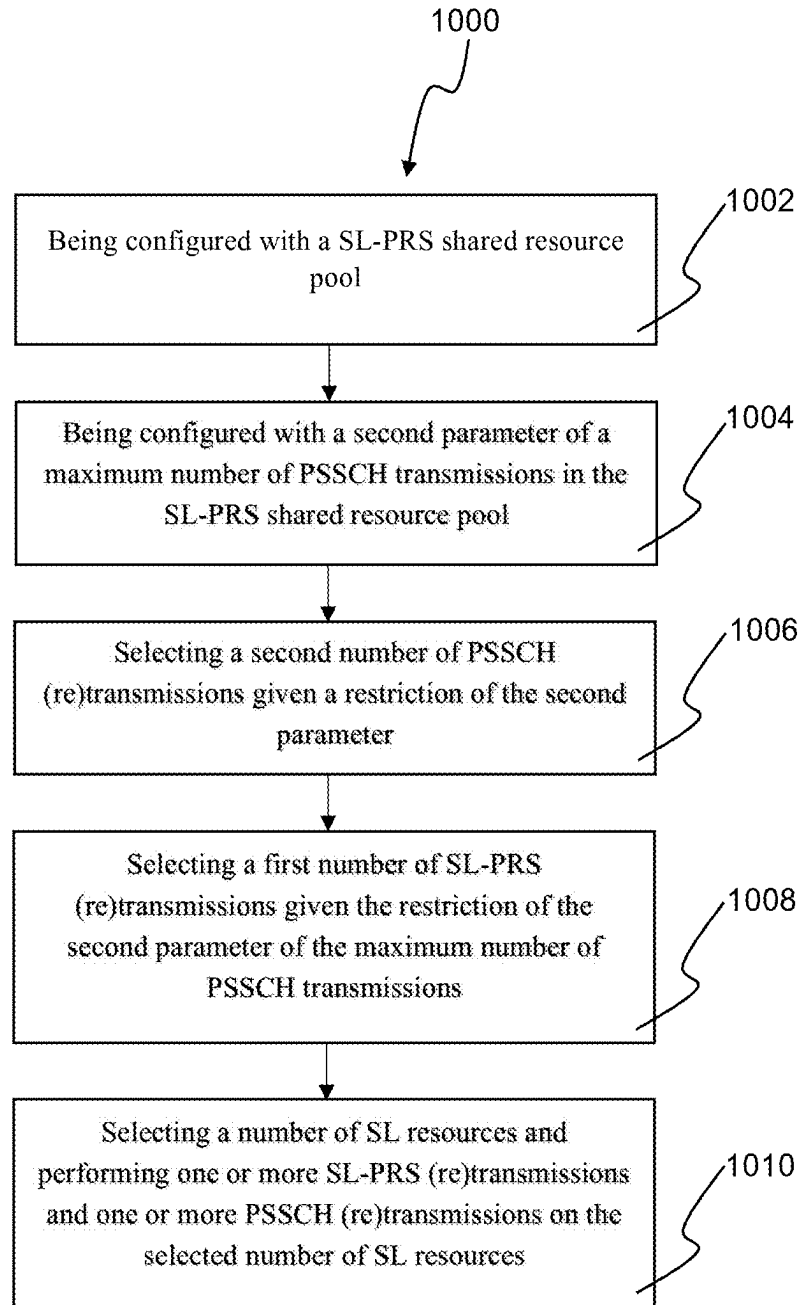 1000
1002
Being configured with a SL-PRS shared resource
pool
1004
Being configured with a second parameter of a
maximum number of PSSCH transmissions in the
SL-PRS shared resource pool
1006
Selecting a second number of PSSCH
(re)transmissions given a restriction of the second
parameter
1008
Selecting a first number of SL-PRS
(re)transmissions given the restriction of the
second parameter of the maximum number of
PSSCH transmissions
1010
Selecting a number of SL resources and
performing one or more SL-PRS (re)transmissions
and one or more PSSCH (re)transmissions on the
selected number of SL resources